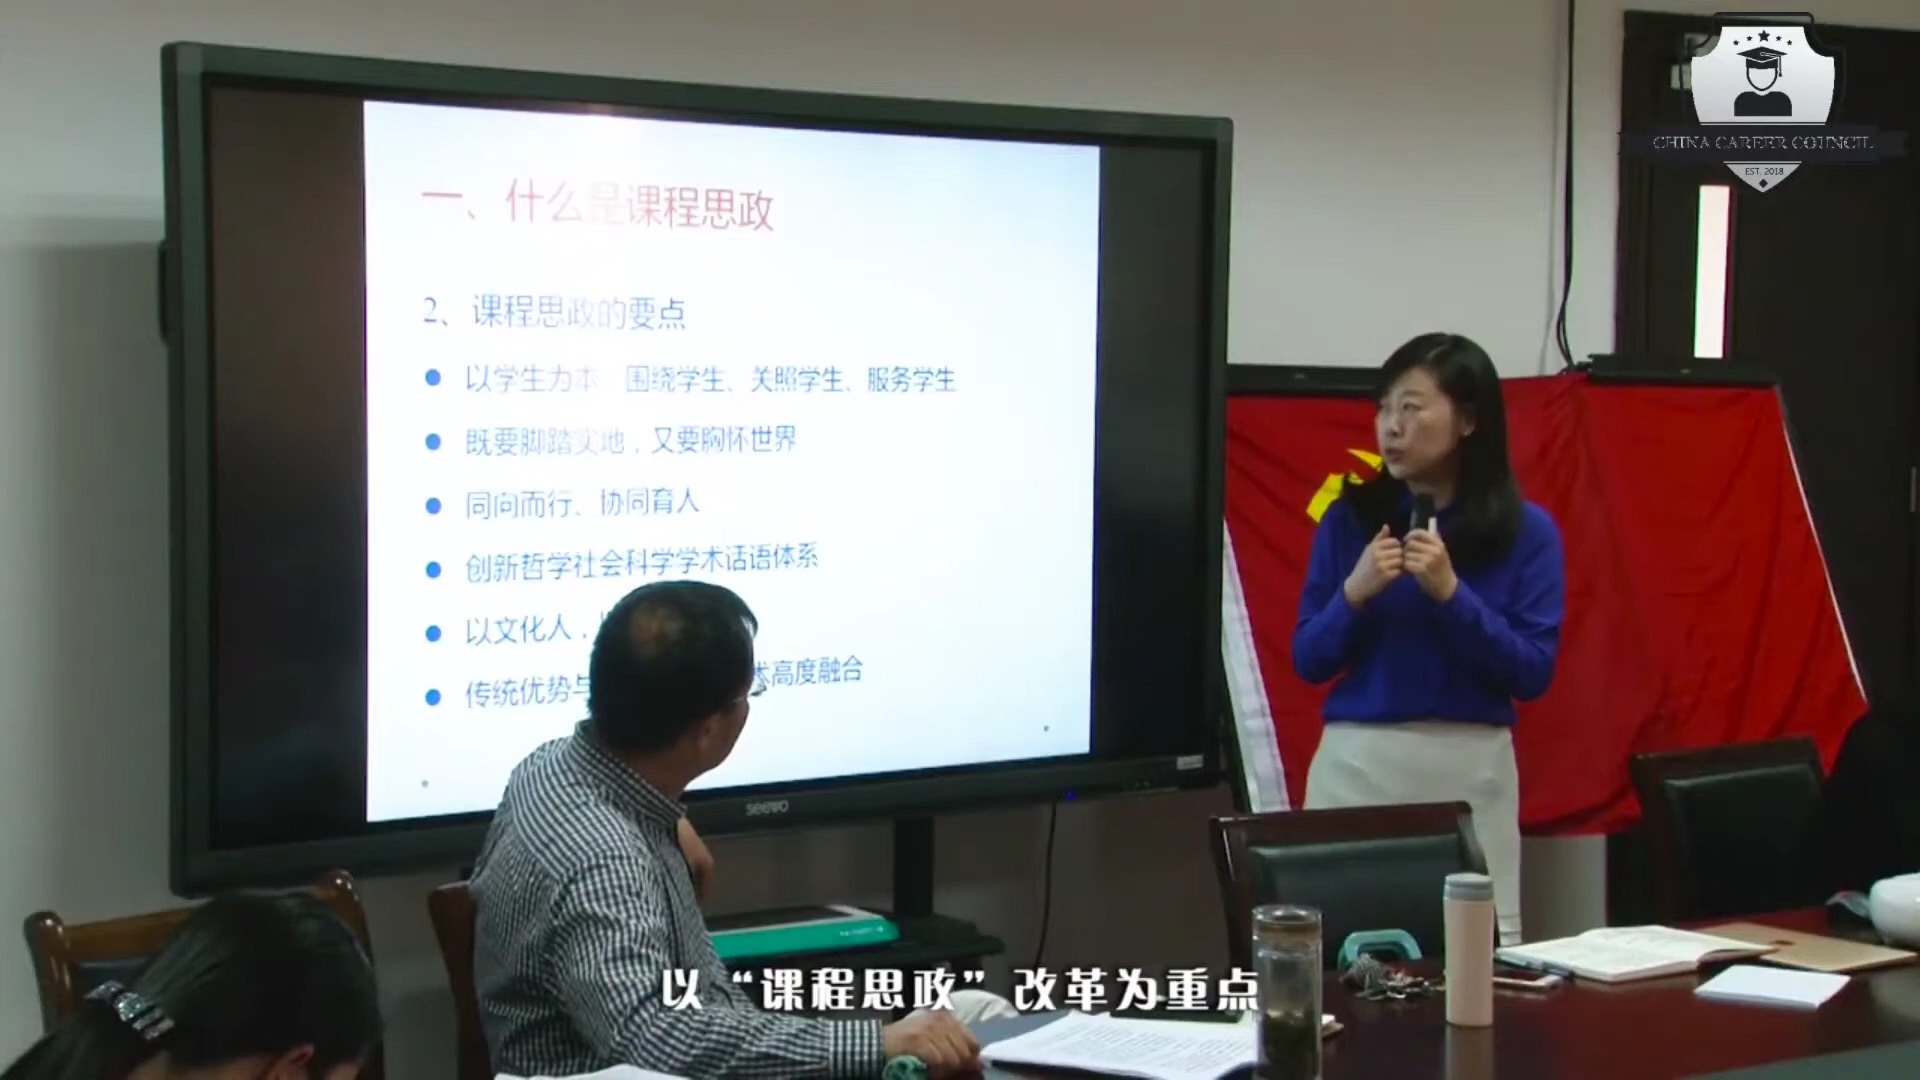 CHINA CAREER COUNCIL
EST. 2018
一、什么是课程思政
2、课程思政的要点
以学生为本 围绕学生、关照学生、服务学生
既要脚踏实地，又要胸怀世界
同向而行、协同育人
创新哲学社会科学学术话语体系
以文化人，
传统优势与 术高度融合
seewo
以“课程思政”改革为重点